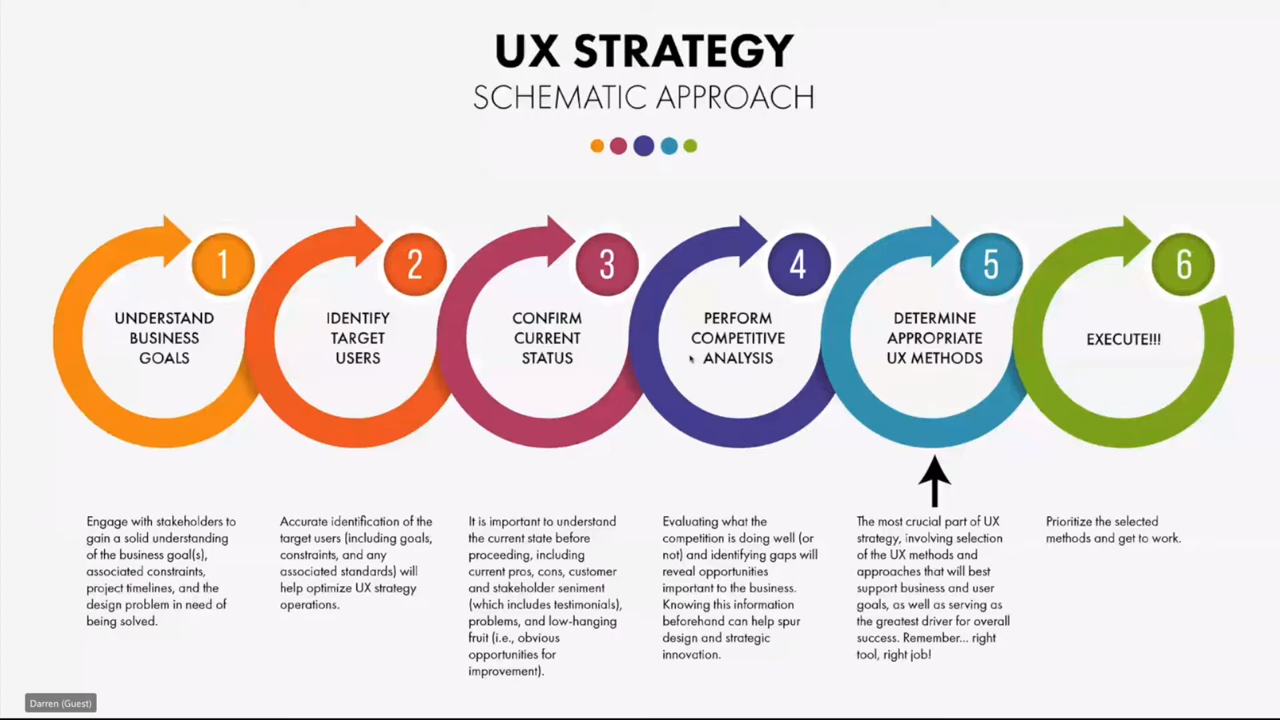 UX STRATEGY
SCHEMATIC APPROACH
1
UNDERSTAND
BUSINESS
GOALS
2
IDENTIFY
TARGET
USERS
3
CONFIRM
CURRENT
STATUS
4
PERFORM
COMPETITIVE
ANALYSIS
5
DETERMINE
APPROPRIATE
UX METHODS
6
EXECUTE!!!
Engage with stakeholders to
gain a solid understanding
of the business goal(s),
associated constraints,
project timelines, and the
design problem in need of
being solved.
Accurate identification of the
target users (including goals,
constraints, and any
associated standards) will
help optimize UX strategy
operations.
It is important to understand
the current state before
proceeding, including
current pros, cons, customer
and stakeholder seniment
(which includes testimonials),
problems, and low-hanging
fruit (i.e., obvious
opportunities for
improvement).
Evaluating what the
competition is doing well (or
not) and identifying gaps will
reveal opportunities
important to the business.
Knowing this information
beforehand can help spur
design and strategic
innovation.
The most crucial part of UX
strategy, involving selection
of the UX methods and
approaches that will best
support business and user
goals, as well as serving as
the greatest driver for overall
success. Remember... right
tool, right job!
Prioritize the selected
methods and get to work.
Darren (Guest)